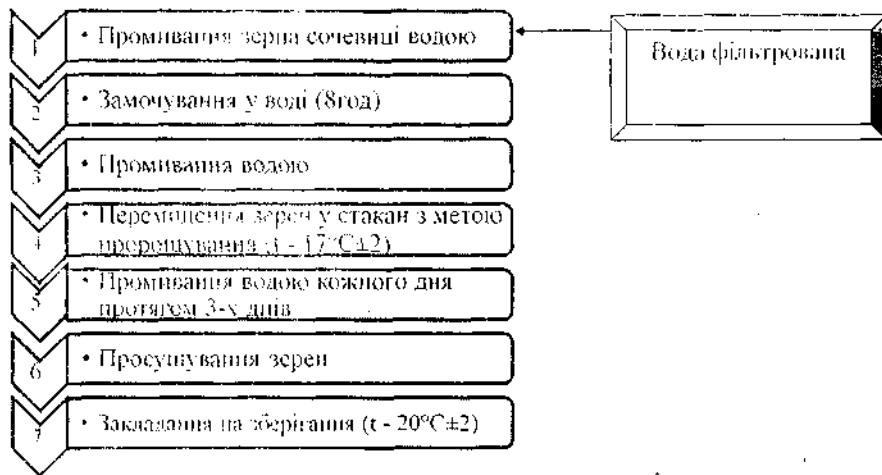 1
• Промивання зерна сочевиці водою
Вода фільтрована
2
• Замочування у воді (8год)
3
• Промивання водою
4
• Переміщення зерен у стакан з метою
пророщування (t - 17°C±2)
5
• Промивання водою кожного дня
протягом 3-х днів
6
• Просушування зерен
7
• Закладання на зберігання (t - 20°C±2)